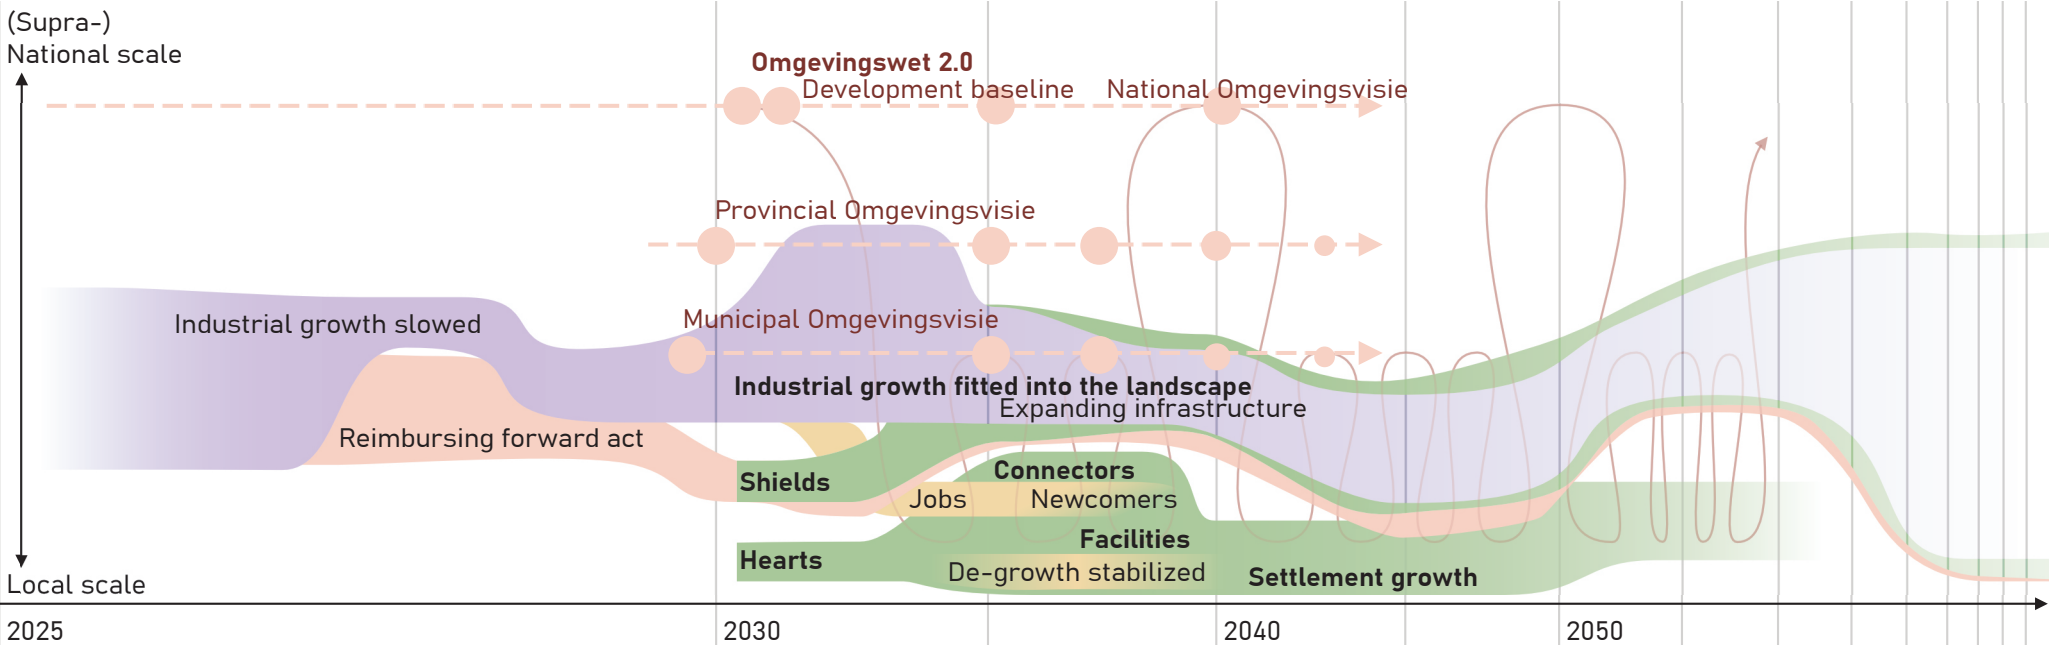 (Supra-)
National scale
Omgevingswet 2.0
Development baseline
National Omgevingsvisie
Provincial Omgevingsvisie
Municipal Omgevingsvisie
Industrial growth slowed
Industrial growth fitted into the landscape
Expanding infrastructure
Reimbursing forward act
Connectors
Shields
Jobs
Newcomers
Facilities
Hearts
De-growth stabilized
Settlement growth
Local scale
2025
2030
2040
2050